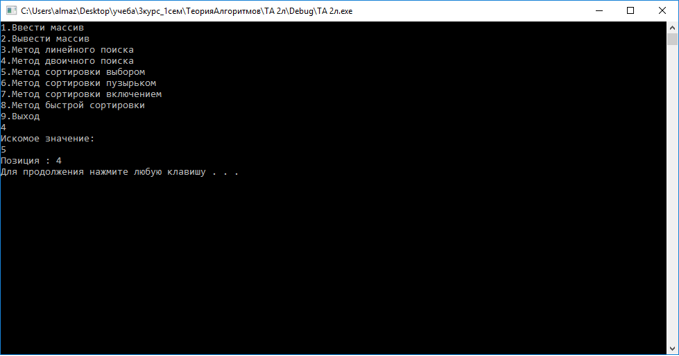 C:\Users\almaz\Desktop\учеба\3курс_1сем\ТеорияАлгоритмов\ТА 2л\Debug\ТА 2л.exe
1.Ввести массив
2.Вывести массив
3.Метод линейного поиска
4.Метод двоичного поиска
5.Метод сортировки выбором
6.Метод сортировки пузырьком
7.Метод сортировки включением
8.Метод быстрой сортировки
9.Выход
4
Искомое значение:
5
Позиция : 4
Для продолжения нажмите любую клавишу . . .